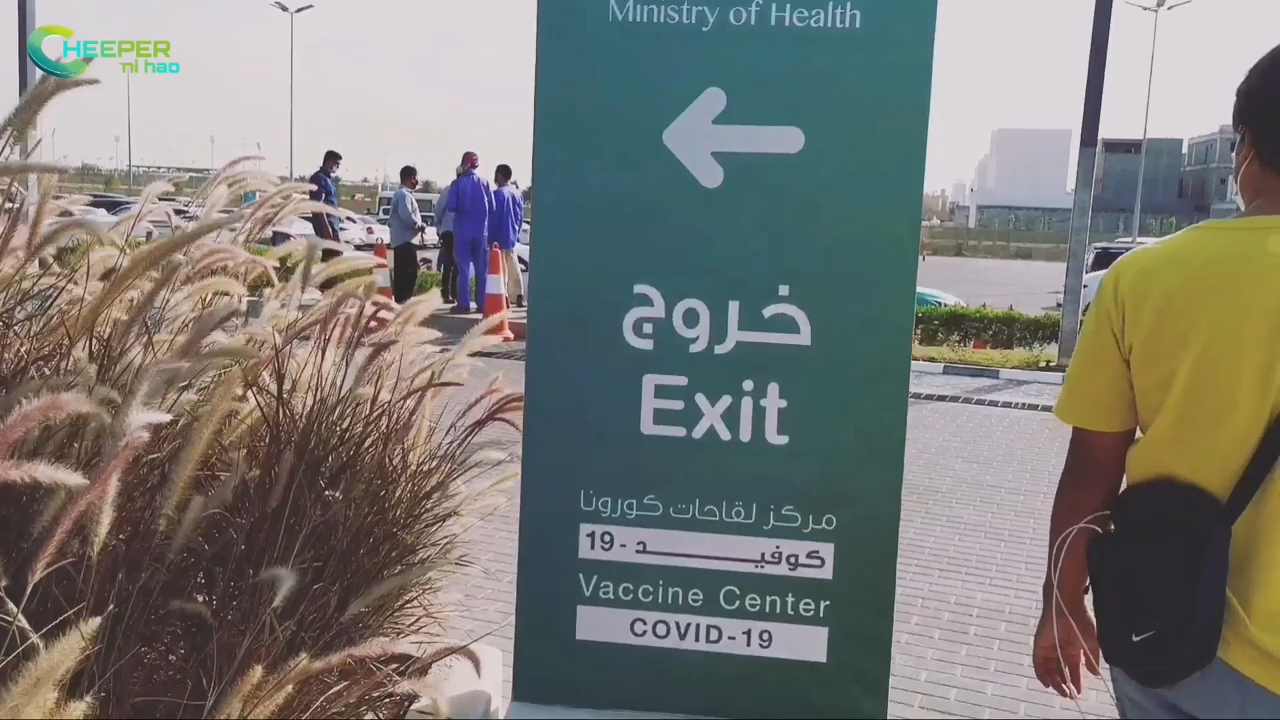 CHEEPER
ni hao
Ministry of Health
خروج
Exit
مركز لقاحات كورونا
كوفيد - 19
Vaccine Center
COVID-19